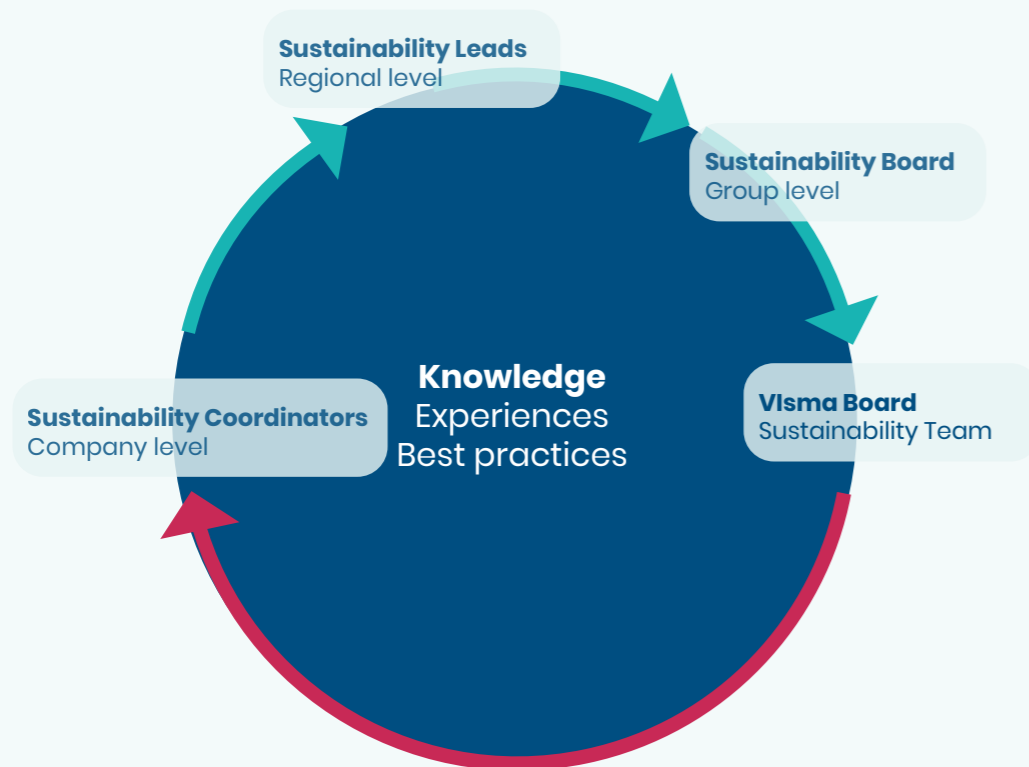 Sustainability Leads
Regional level
Sustainability Board
Group level
Knowledge
Experiences
Best practices
VIsma Board
Sustainability Team
Sustainability Coordinators
Company level